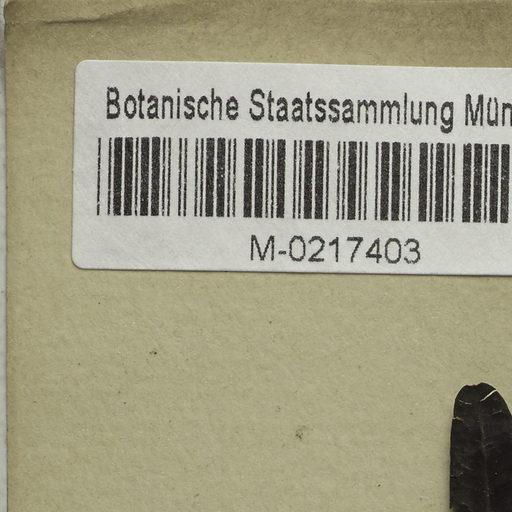 Botanische Staatssammlung Mün
M-0217403